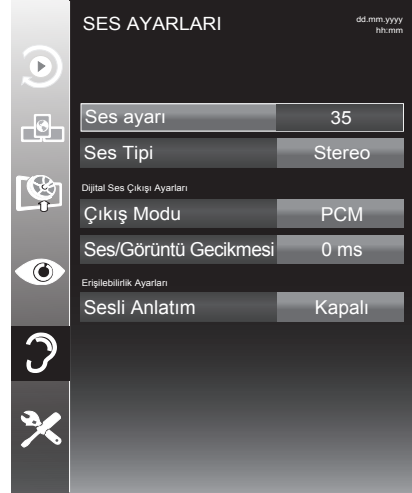 SES AYARLARI
dd.mm.yyyy
hh:mm
Ses ayarı 35
Ses Tipi Stereo
Dijital Ses Çıkışı Ayarları
Çıkış Modu PCM
Ses/Görüntü Gecikmesi 0 ms
Erişilebilirlik Ayarları
Sesli Anlatım Kapalı